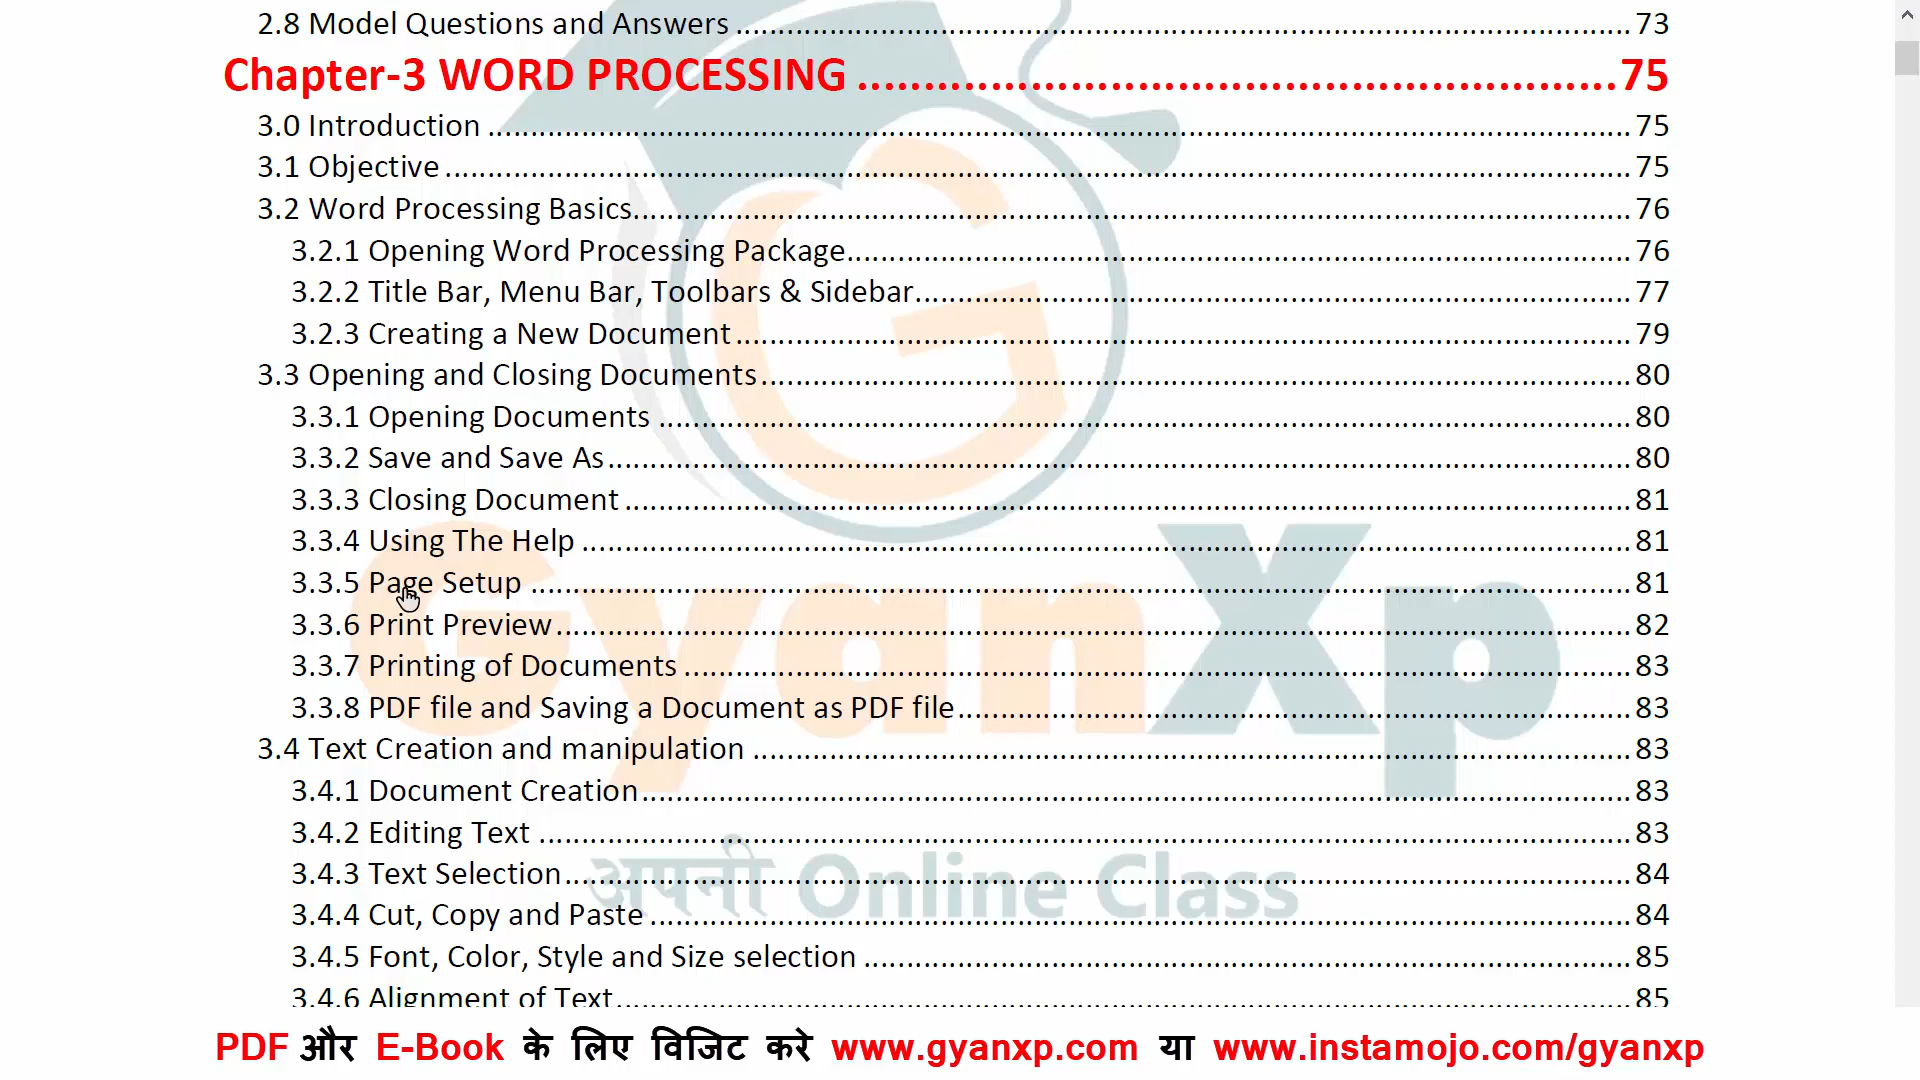 2.8 Model Questions and Answers ........ 73
Chapter-3 WORD PROCESSING ........ 75
3.0 Introduction ........ 75
3.1 Objective ........ 75
3.2 Word Processing Basics ........ 76
3.2.1 Opening Word Processing Package ........ 76
3.2.2 Title Bar, Menu Bar, Toolbars & Sidebar ........ 77
3.2.3 Creating a New Document ........ 79
3.3 Opening and Closing Documents ........ 80
3.3.1 Opening Documents ........ 80
3.3.2 Save and Save As ........ 80
3.3.3 Closing Document ........ 81
3.3.4 Using The Help ........ 81
3.3.5 Page Setup ........ 81
3.3.6 Print Preview ........ 82
3.3.7 Printing of Documents ........ 83
3.3.8 PDF file and Saving a Document as PDF file ........ 83
3.4 Text Creation and manipulation ........ 83
3.4.1 Document Creation ........ 83
3.4.2 Editing Text ........ 83
3.4.3 Text Selection ........ 84
3.4.4 Cut, Copy and Paste ........ 84
3.4.5 Font, Color, Style and Size selection ........ 85
3.4.6 Alignment of Text ........ 85
G
GyanXp
अपनी Online Class
PDF और E-Book के लिए विजिट करे www.gyanxp.com या www.instamojo.com/gyanxp